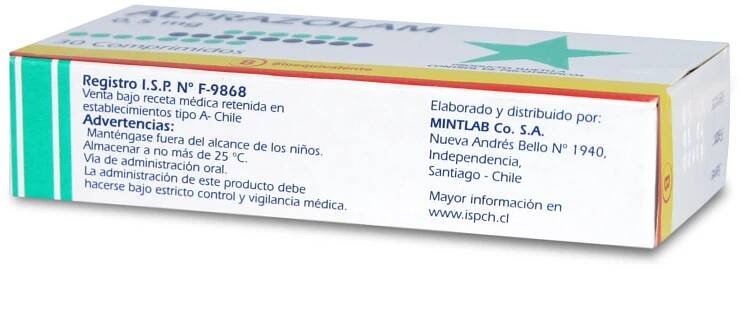 ALPRAZOLAM
0,5 mg
30 Comprimidos
B Bioequivalente
Registro I.S.P. N° F-9868
Venta bajo receta médica retenida en
establecimientos tipo A- Chile
Advertencias:
Manténgase fuera del alcance de los niños.
Almacenar a no más de 25 °C.
Vía de administración oral.
La administración de este producto debe
hacerse bajo estricto control y vigilancia médica.
Elaborado y distribuido por:
MINTLAB Co. S.A.
Nueva Andrés Bello N° 1940,
Independencia,
Santiago - Chile
Mayor información en
www.ispch.cl
B